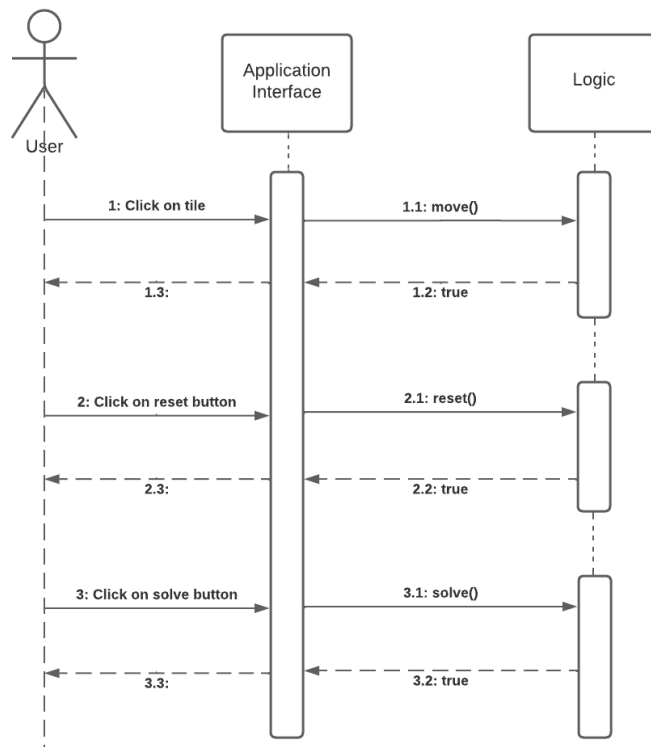 Application
Interface
Logic
User
1: Click on tile
1.1: move()
1.3:
1.2: true
2: Click on reset button
2.1: reset()
2.3:
2.2: true
3: Click on solve button
3.1: solve()
3.3:
3.2: true